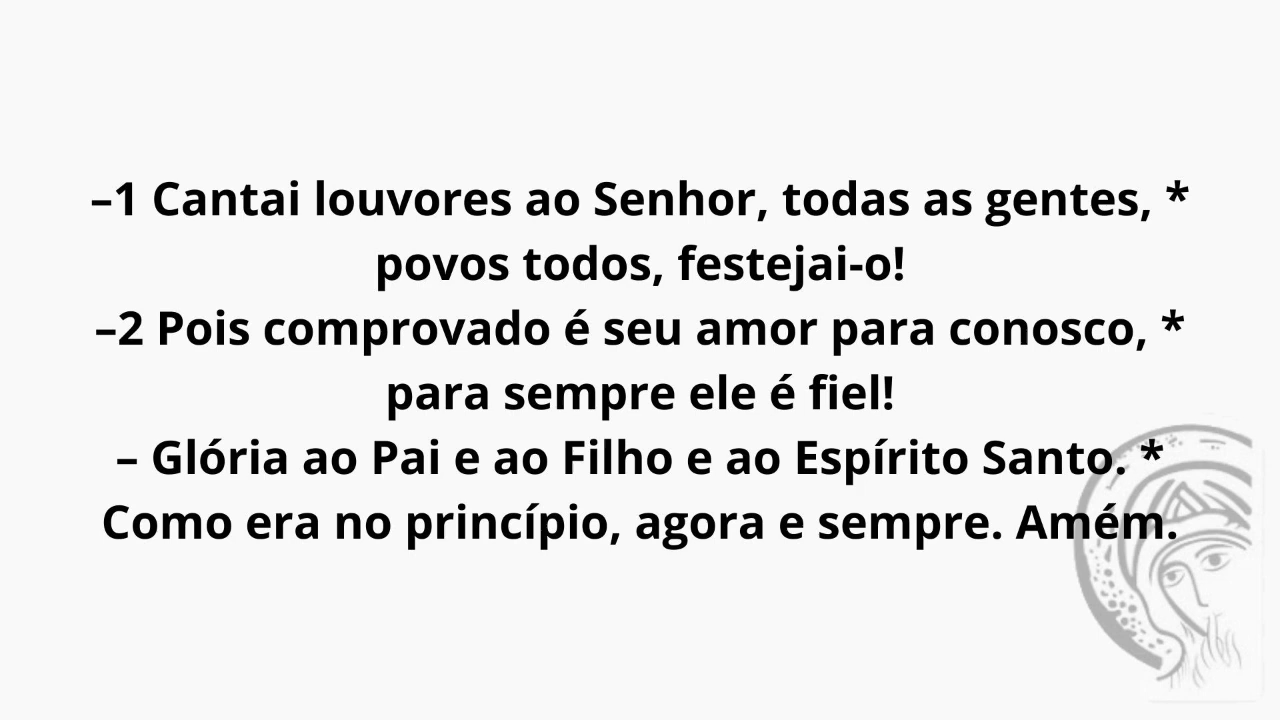 –1 Cantai louvores ao Senhor, todas as gentes, *
povos todos, festejai-o!
–2 Pois comprovado é seu amor para conosco, *
para sempre ele é fiel!
– Glória ao Pai e ao Filho e ao Espírito Santo. *
Como era no princípio, agora e sempre. Amém.